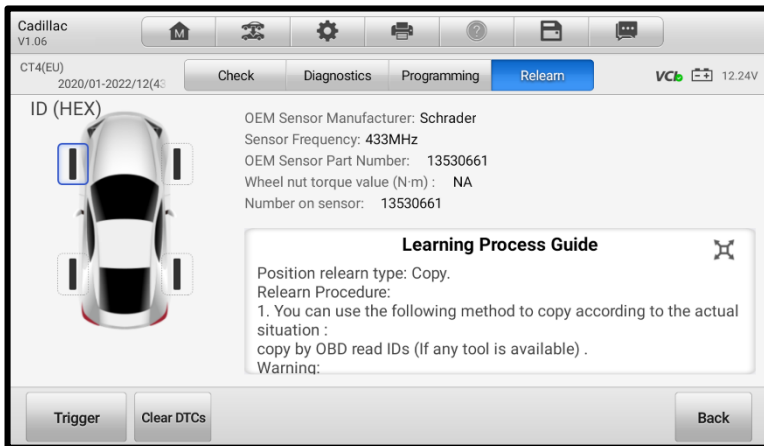 Cadillac
V1.06
M
?
CT4(EU)
2020/01-2022/12(43
Check
Diagnostics
Programming
Relearn
VCI
12.24V
ID (HEX)
OEM Sensor Manufacturer: Schrader
Sensor Frequency: 433MHz
OEM Sensor Part Number: 13530661
Wheel nut torque value (N·m) : NA
Number on sensor: 13530661
Learning Process Guide
Position relearn type: Copy.
Relearn Procedure:
1. You can use the following method to copy according to the actual
situation :
copy by OBD read IDs (If any tool is available) .
Warning:
Trigger
Clear DTCs
Back